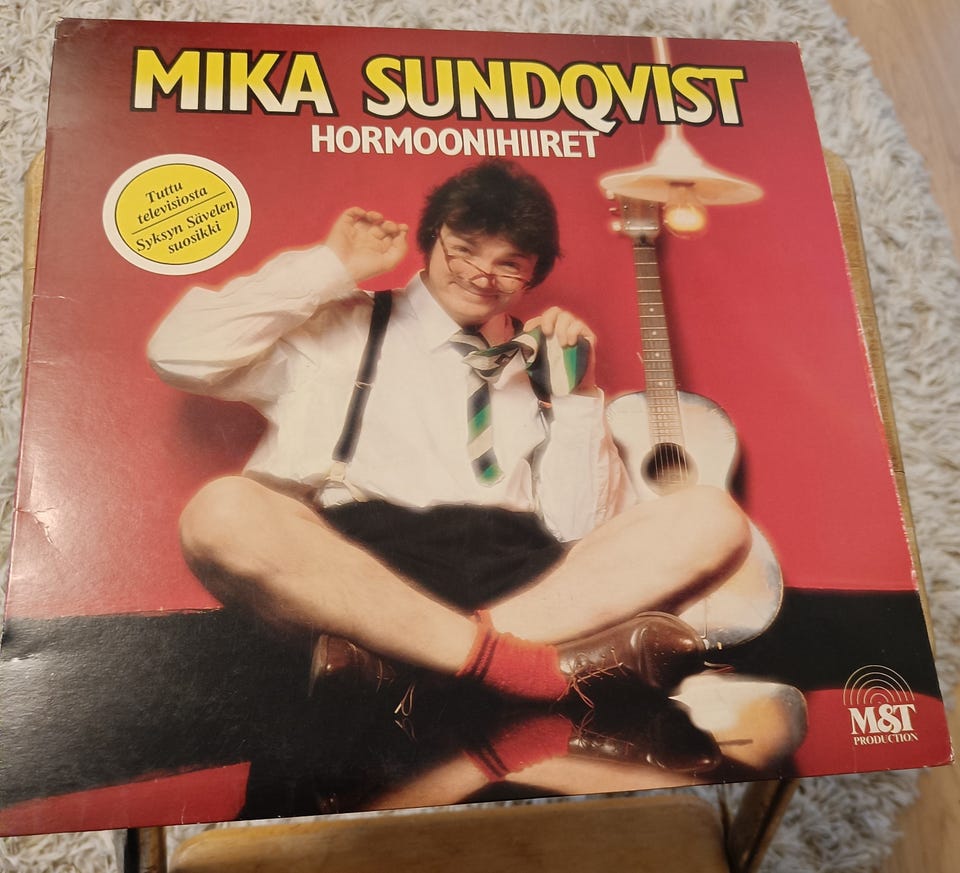 MIKA SUNDQVIST
HORMOONIHIIRET
Tuttu
televisiosta
Syksyn Sävelen
suosikki
M&T
PRODUCTION